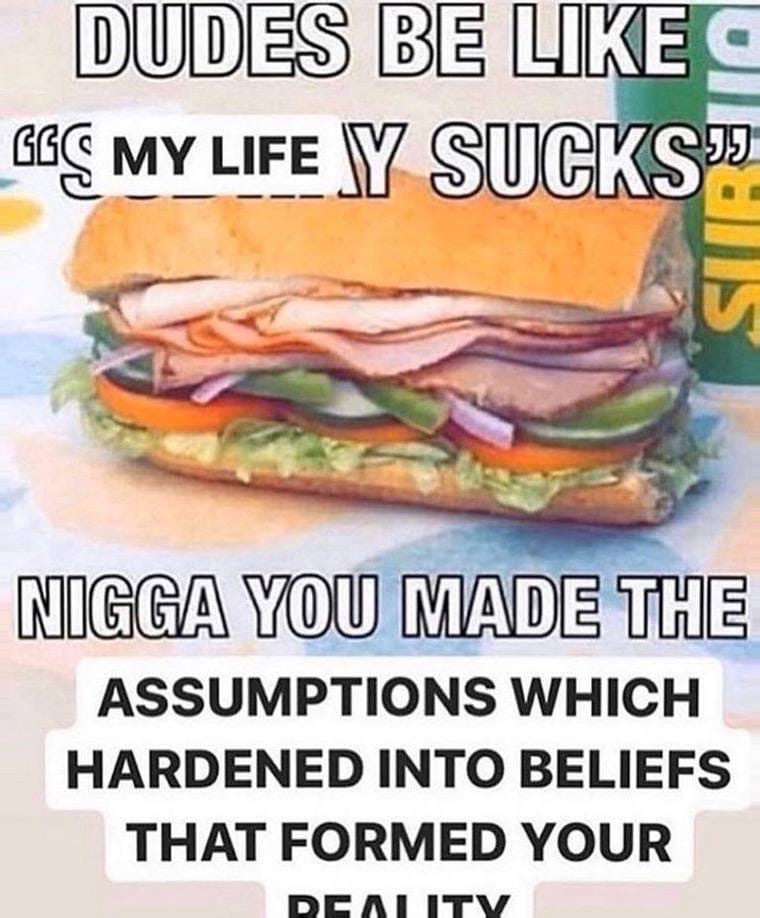 DUDES BE LIKE
““S MY LIFE Y SUCKS”
SUB
NIGGA YOU MADE THE
ASSUMPTIONS WHICH
HARDENED INTO BELIEFS
THAT FORMED YOUR
REALITY